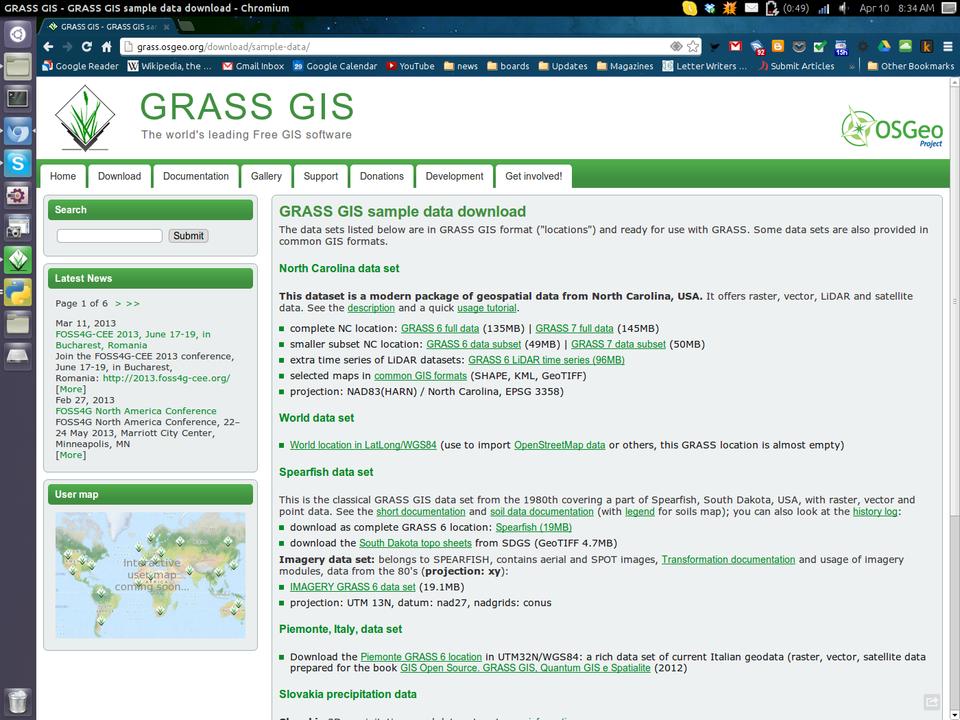 GRASS GIS - GRASS GIS sample data download - Chromium
(0:49)
Apr 10
8:34 AM
GRASS GIS - GRASS GIS sa
grass.osgeo.org/download/sample-data/
92
15h
Google Reader
Wikipedia, the ...
Gmail Inbox
Google Calendar
YouTube
news
boards
Updates
Magazines
Letter Writers ...
Submit Articles
»
Other Bookmarks
GRASS GIS
The world's leading Free GIS software
OSGeo
Project
Home
Download
Documentation
Gallery
Support
Donations
Development
Get involved!
Search
Submit
Latest News
Page 1 of 6 > >>
Mar 11, 2013
FOSS4G-CEE 2013, June 17-19, in
Bucharest, Romania
Join the FOSS4G-CEE 2013 conference,
June 17-19, in Bucharest,
Romania: http://2013.foss4g-cee.org/
[More]
Feb 27, 2013
FOSS4G North America Conference
FOSS4G North America Conference, 22–
24 May 2013, Marriott City Center,
Minneapolis, MN
[More]
User map
Interactive
user map
coming soon...
GRASS GIS sample data download
The data sets listed below are in GRASS GIS format ("locations") and ready for use with GRASS. Some data sets are also provided in
common GIS formats.
North Carolina data set
This dataset is a modern package of geospatial data from North Carolina, USA. It offers raster, vector, LiDAR and satellite
data. See the description and a quick usage tutorial.
complete NC location: GRASS 6 full data (135MB) | GRASS 7 full data (145MB)
smaller subset NC location: GRASS 6 data subset (49MB) | GRASS 7 data subset (50MB)
extra time series of LiDAR datasets: GRASS 6 LiDAR time series (96MB)
selected maps in common GIS formats (SHAPE, KML, GeoTIFF)
projection: NAD83(HARN) / North Carolina, EPSG 3358)
World data set
World location in LatLong/WGS84 (use to import OpenStreetMap data or others, this GRASS location is almost empty)
Spearfish data set
This is the classical GRASS GIS data set from the 1980th covering a part of Spearfish, South Dakota, USA, with raster, vector and
point data. See the short documentation and soil data documentation (with legend for soils map); you can also look at the history log:
download as complete GRASS 6 location: Spearfish (19MB)
download the South Dakota topo sheets from SDGS (GeoTIFF 4.7MB)
Imagery data set: belongs to SPEARFISH, contains aerial and SPOT images, Transformation documentation and usage of imagery
modules, data from the 80's (projection: xy):
IMAGERY GRASS 6 data set (19.1MB)
projection: UTM 13N, datum: nad27, nadgrids: conus
Piemonte, Italy, data set
Download the Piemonte GRASS 6 location in UTM32N/WGS84: a rich data set of current Italian geodata (raster, vector, satellite data
prepared for the book GIS Open Source. GRASS GIS, Quantum GIS e Spatialite (2012)
Slovakia precipitation data